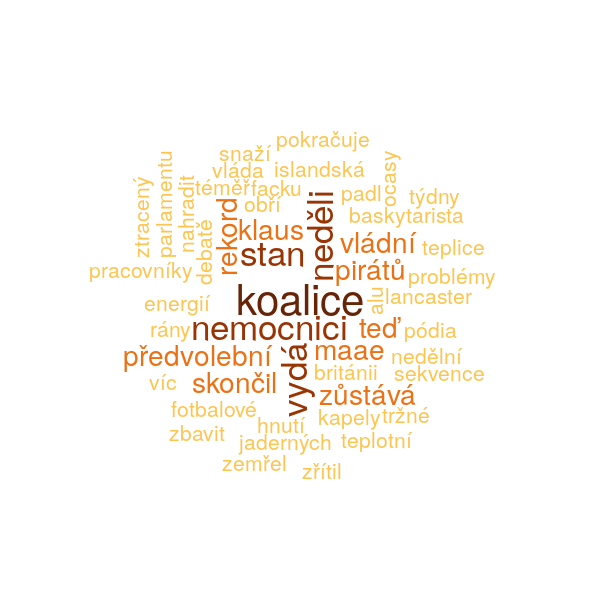 pokračuje
snaží
vláda
islandská
ocasy
parlamentu
ztracený
nahradit
téměř
facku
obří
padl
týdny
baskytarista
neděli
rekord
klaus
debatě
stan
vládní
teplice
pracovníky
pirátů
problémy
energií
koalice
alu
lancaster
rány
nemocnici
teď
pódia
předvolební
maae
nedělní
víc
skončil
vydá
británii
sekvence
zůstává
fotbalové
hnutí
kapely
tržné
zbavit
jaderných
teplotní
zemřel
zřítil